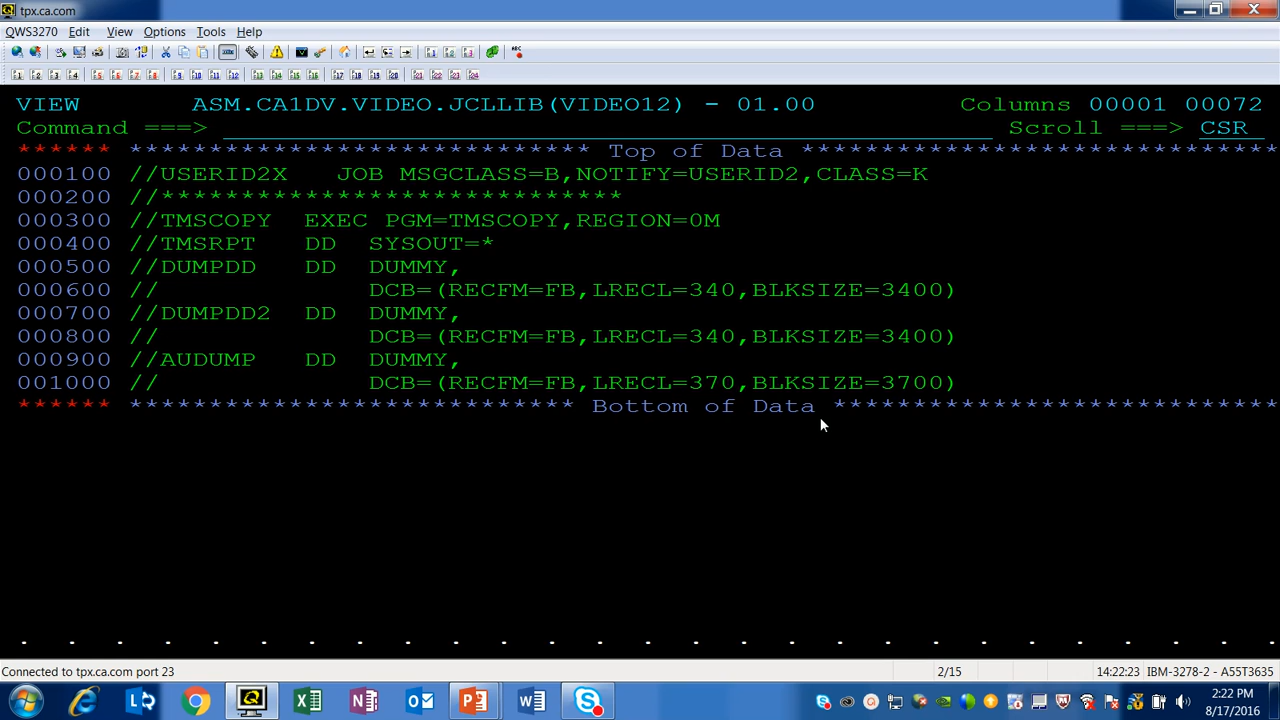 tpx.ca.com
QWS3270 Edit View Options Tools Help
VIEW ASM.CA1DV.VIDEO.JCLLIB(VIDEO12) - 01.00 Columns 00001 00072
Command ===> Scroll ===> CSR
****** **************************** Top of Data ******************************
000100 //USERID2X JOB MSGCLASS=B,NOTIFY=USERID2,CLASS=K
000200 //*****************************
000300 //TMSCOPY EXEC PGM=TMSCOPY,REGION=0M
000400 //TMSRPT DD SYSOUT=*
000500 //DUMPDD DD DUMMY,
000600 // DCB=(RECFM=FB,LRECL=340,BLKSIZE=3400)
000700 //DUMPDD2 DD DUMMY,
000800 // DCB=(RECFM=FB,LRECL=340,BLKSIZE=3400)
000900 //AUDUMP DD DUMMY,
001000 // DCB=(RECFM=FB,LRECL=370,BLKSIZE=3700)
****** **************************** Bottom of Data ****************************
Connected to tpx.ca.com port 23 2/15 14:22:23 IBM-3278-2 - A55T3635
2:22 PM
8/17/2016